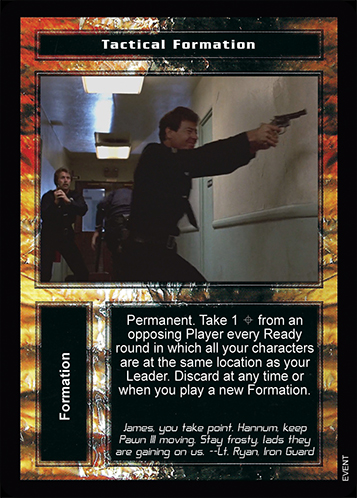 Tactical Formation
Permanent. Take 1 from an
opposing Player every Ready
round in which all your characters
are at the same location as your
Leader. Discard at any time or
when you play a new Formation.
Formation
James, you take point. Hannum, keep
Pawn III moving. Stay frosty, lads they
are gaining on us. --Lt. Ryan, Iron Guard
EVENT